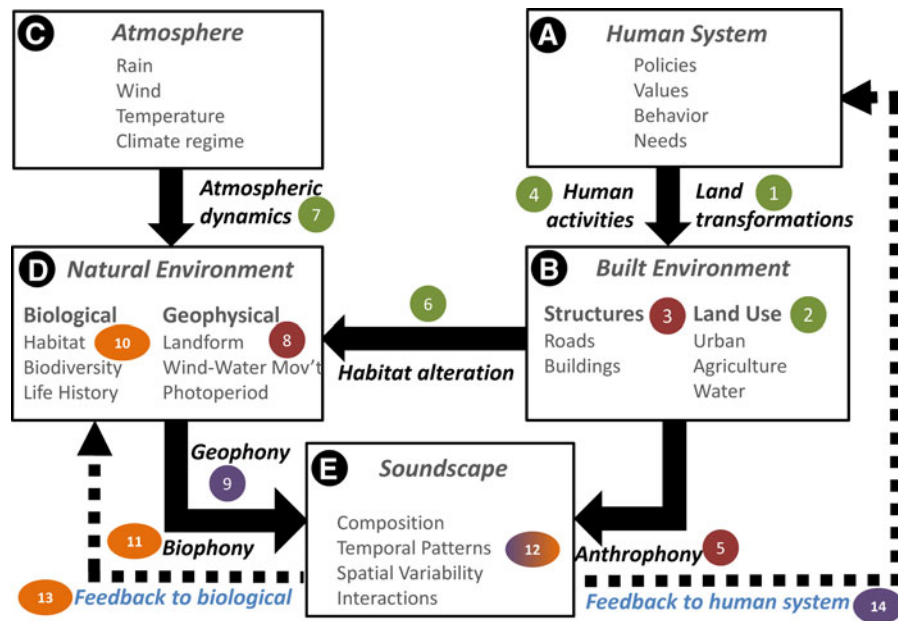 C Atmosphere
Rain
Wind
Temperature
Climate regime
A Human System
Policies
Values
Behavior
Needs
Atmospheric
dynamics 7
4 Human
activities
Land 1
transformations
D Natural Environment
Biological
Habitat 10
Biodiversity
Life History
Geophysical
Landform 8
Wind-Water Mov't
Photoperiod
6
Habitat alteration
B Built Environment
Structures 3
Roads
Buildings
Land Use 2
Urban
Agriculture
Water
Geophony
9
11 Biophony
E Soundscape
Composition
Temporal Patterns 12
Spatial Variability
Interactions
Anthrophony 5
13 Feedback to biological
Feedback to human system 14